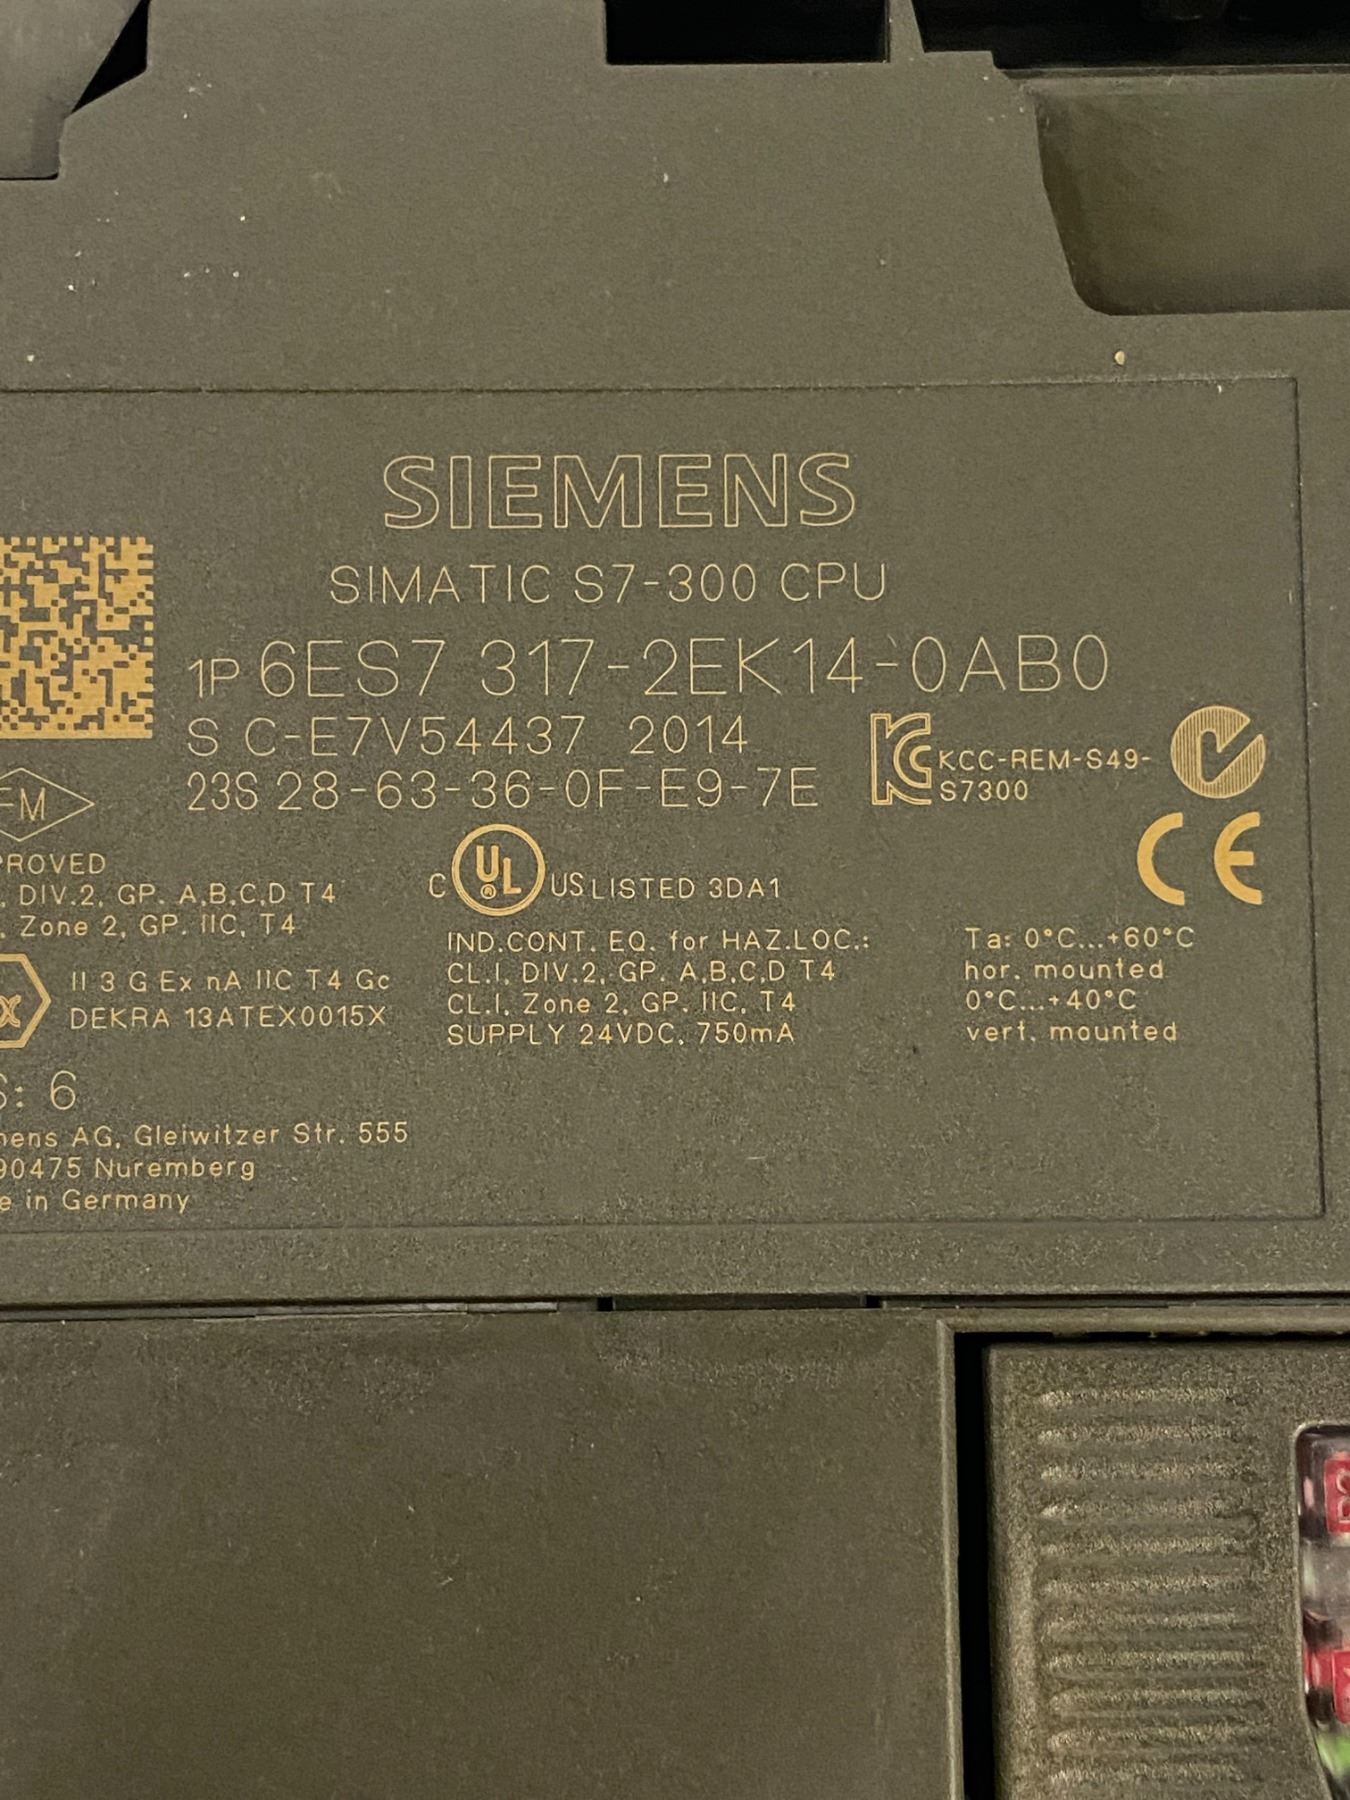 SIEMENS
SIMATIC S7-300 CPU
1P 6ES7 317-2EK14-0AB0
S C-E7V54437 2014
23S 28-63-36-0F-E9-7E
KCC-REM-S49-
S7300
FM
PROVED
, DIV.2, GP. A,B,C,D T4
, Zone 2, GP. IIC, T4
II 3 G Ex nA IIC T4 Gc
DEKRA 13ATEX0015X
S: 6
mens AG, Gleiwitzer Str. 555
90475 Nuremberg
e in Germany
C UL US LISTED 3DA1
IND.CONT. EQ. for HAZ.LOC.:
CL.I, DIV.2, GP. A,B,C,D T4
CL.I, Zone 2, GP. IIC, T4
SUPPLY 24VDC, 750mA
CE
Ta: 0°C...+60°C
hor. mounted
0°C...+40°C
vert. mounted